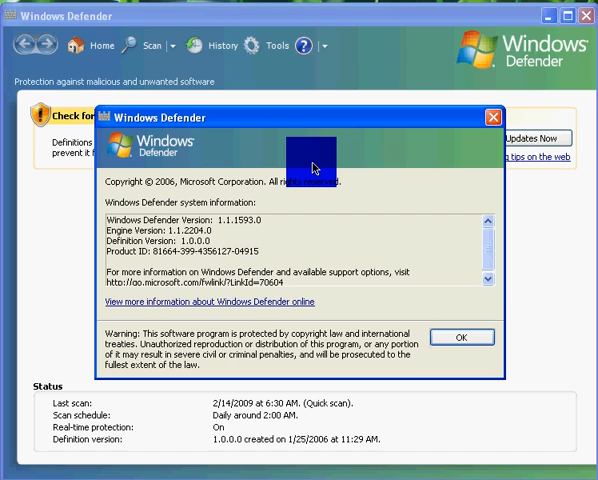 Windows Defender
Home Scan History Tools
Windows
Defender
Protection against malicious and unwanted software
Check for
Definitions
prevent it
Updates Now
tips on the web
Windows Defender
Windows
Defender
Copyright © 2006, Microsoft Corporation. All rights reserved.
Windows Defender system information:
Windows Defender Version: 1.1.1593.0
Engine Version: 1.1.2204.0
Definition Version: 1.0.0.0
Product ID: 81664-399-4356127-04915
For more information on Windows Defender and available support options, visit
http://go.microsoft.com/fwlink/?LinkId=70604
View more information about Windows Defender online
Warning: This software program is protected by copyright law and international
treaties. Unauthorized reproduction or distribution of this program, or any portion
of it may result in severe civil or criminal penalties, and will be prosecuted to the
fullest extent of the law.
OK
Status
Last scan: 2/14/2009 at 6:30 AM. (Quick scan).
Scan schedule: Daily around 2:00 AM.
Real-time protection: On
Definition version: 1.0.0.0 created on 1/25/2006 at 11:29 AM.